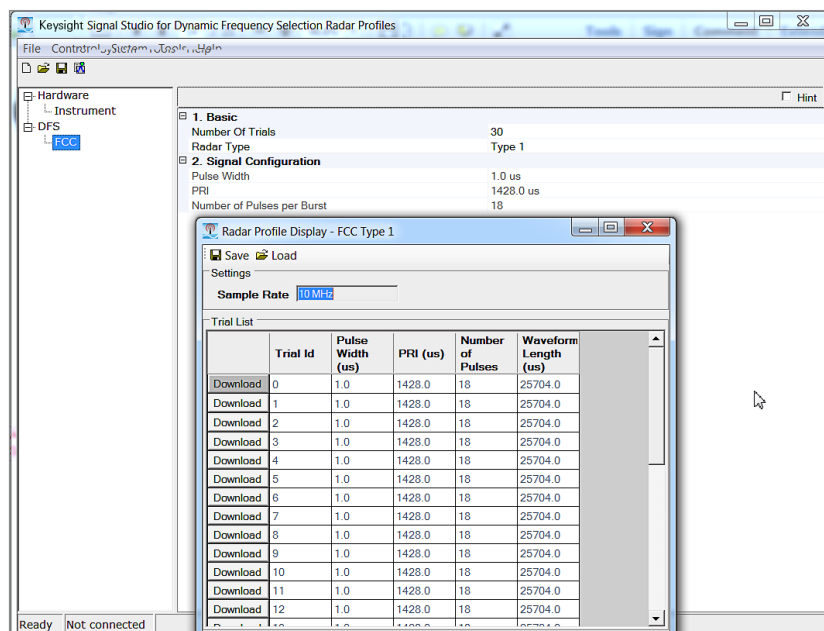 Keysight Signal Studio for Dynamic Frequency Selection Radar Profiles
File Control System Tools Help
Hint
Hardware
Instrument
DFS
FCC
1. Basic
Number Of Trials 30
Radar Type Type 1
2. Signal Configuration
Pulse Width 1.0 us
PRI 1428.0 us
Number of Pulses per Burst 18
Radar Profile Display - FCC Type 1
Save Load
Settings
Sample Rate 10 MHz
Trial List
Trial Id Pulse Width (us) PRI (us) Number of Pulses Waveform Length (us)
Download 0 1.0 1428.0 18 25704.0
Download 1 1.0 1428.0 18 25704.0
Download 2 1.0 1428.0 18 25704.0
Download 3 1.0 1428.0 18 25704.0
Download 4 1.0 1428.0 18 25704.0
Download 5 1.0 1428.0 18 25704.0
Download 6 1.0 1428.0 18 25704.0
Download 7 1.0 1428.0 18 25704.0
Download 8 1.0 1428.0 18 25704.0
Download 9 1.0 1428.0 18 25704.0
Download 10 1.0 1428.0 18 25704.0
Download 11 1.0 1428.0 18 25704.0
Download 12 1.0 1428.0 18 25704.0
Ready Not connected